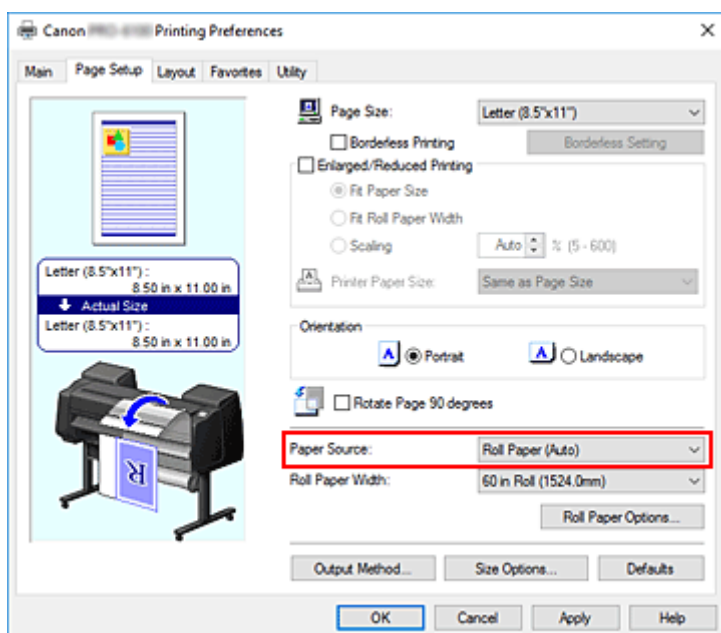 Canon Printing Preferences
Main Page Setup Layout Favorites Utility
Page Size: Letter (8.5"x11")
Borderless Printing Borderless Setting
Enlarged/Reduced Printing
Fit Paper Size
Fit Roll Paper Width
Scaling Auto % (5 - 600)
Printer Paper Size: Same as Page Size
Letter (8.5"x11") :
8.50 in x 11.00 in
Actual Size
Letter (8.5"x11") :
8.50 in x 11.00 in
Orientation
A Portrait A Landscape
Rotate Page 90 degrees
R
Paper Source: Roll Paper (Auto)
Roll Paper Width: 60 in Roll (1524.0mm)
Roll Paper Options...
Output Method... Size Options... Defaults
OK Cancel Apply Help